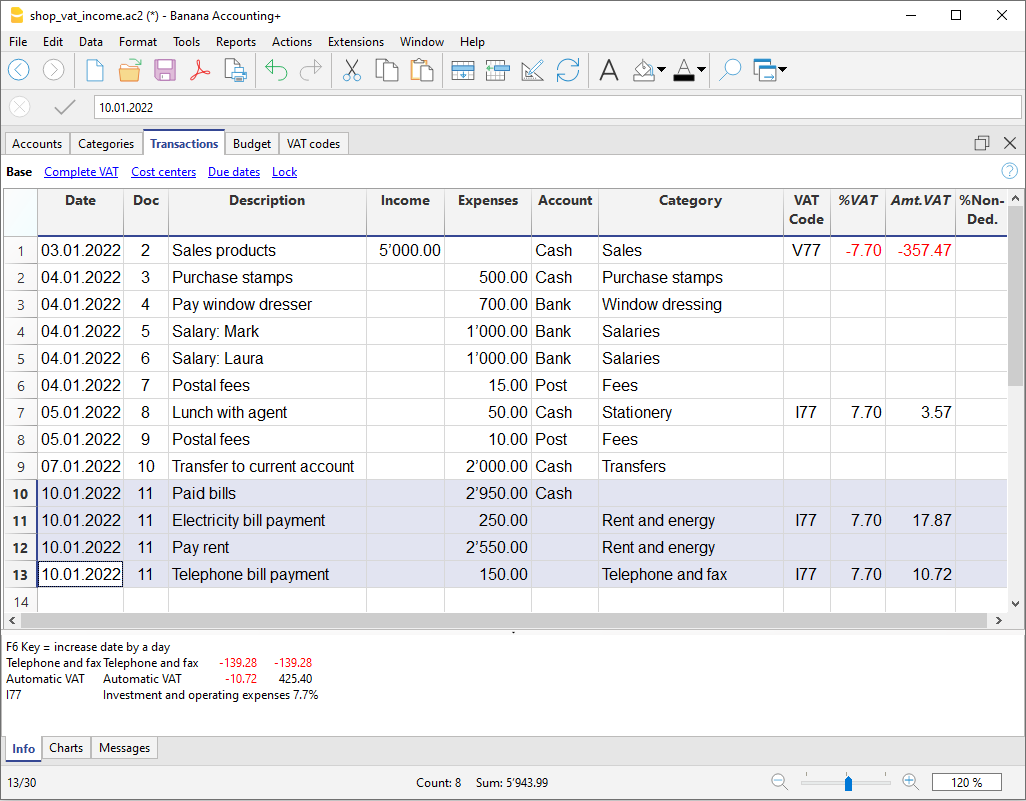 shop_vat_income.ac2 (*) - Banana Accounting+
File Edit Data Format Tools Reports Actions Extensions Window Help
10.01.2022
Accounts Categories Transactions Budget VAT codes
Base Complete VAT Cost centers Due dates Lock
Date Doc Description Income Expenses Account Category VAT Code %VAT Amt.VAT %Non-Ded.
1 03.01.2022 2 Sales products 5’000.00 Cash Sales V77 -7.70 -357.47
2 04.01.2022 3 Purchase stamps 500.00 Cash Purchase stamps
3 04.01.2022 4 Pay window dresser 700.00 Bank Window dressing
4 04.01.2022 5 Salary: Mark 1’000.00 Bank Salaries
5 04.01.2022 6 Salary: Laura 1’000.00 Bank Salaries
6 04.01.2022 7 Postal fees 15.00 Post Fees
7 05.01.2022 8 Lunch with agent 50.00 Cash Stationery I77 7.70 3.57
8 05.01.2022 9 Postal fees 10.00 Post Fees
9 07.01.2022 10 Transfer to current account 2’000.00 Cash Transfers
10 10.01.2022 11 Paid bills 2’950.00 Cash
11 10.01.2022 11 Electricity bill payment 250.00 Rent and energy I77 7.70 17.87
12 10.01.2022 11 Pay rent 2’550.00 Rent and energy
13 10.01.2022 11 Telephone bill payment 150.00 Telephone and fax I77 7.70 10.72
14
F6 Key = increase date by a day
Telephone and fax Telephone and fax -139.28 -139.28
Automatic VAT Automatic VAT -10.72 425.40
I77 Investment and operating expenses 7.7%
Info Charts Messages
13/30 Count: 8 Sum: 5’943.99 120 %